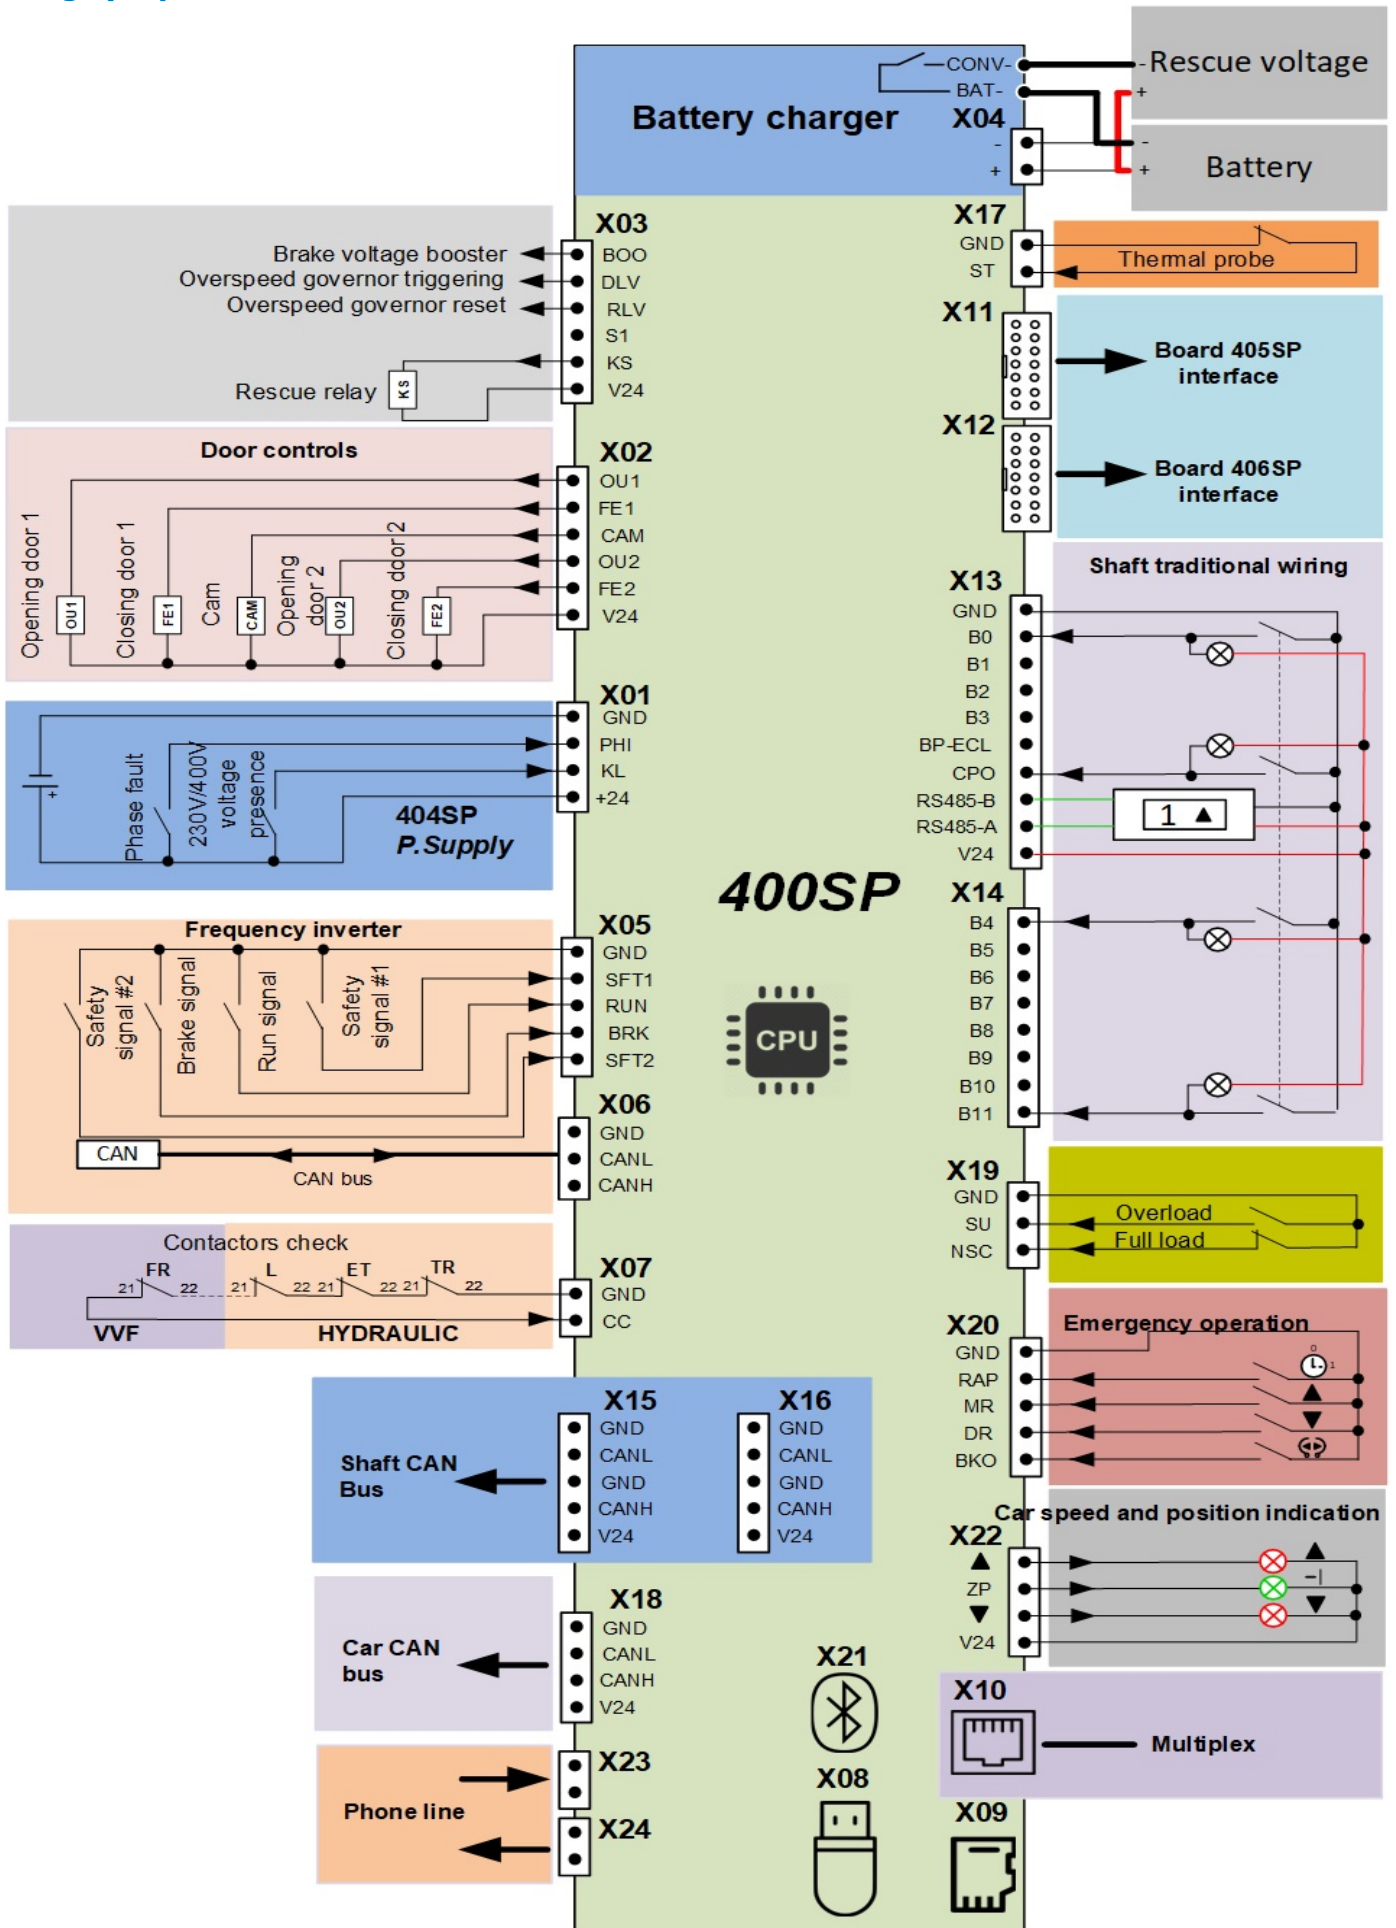 CONV-
BAT-
Battery charger
X04
-
+
-
Rescue voltage
+
-
Battery
+
X03
Brake voltage booster
BOO
Overspeed governor triggering
DLV
Overspeed governor reset
RLV
S1
KS
Rescue relay
KS
V24
X17
GND
ST
Thermal probe
X11
Board 405SP
interface
X12
Board 406SP
interface
Door controls
X02
OU1
FE1
CAM
OU2
FE2
V24
Opening door 1
OU1
Closing door 1
FE1
Cam
CAM
Opening
door 2
OU2
Closing door 2
FE2
X13
Shaft traditional wiring
GND
B0
B1
B2
B3
BP-ECL
CPO
RS485-B
RS485-A
V24
1 ▲
X01
GND
PHI
KL
+24
+
Phase fault
230V/400V
voltage
presence
404SP
P.Supply
400SP
CPU
X14
B4
B5
B6
B7
B8
B9
B10
B11
Frequency inverter
X05
GND
SFT1
RUN
BRK
SFT2
Safety
signal #2
Brake signal
Run signal
Safety
signal #1
X06
GND
CANL
CANH
CAN
CAN bus
X19
GND
SU
NSC
Overload
Full load
Contactors check
X07
GND
CC
21 FR 22
21 L 22
21 ET 22
21 TR 22
VVF
HYDRAULIC
X20
Emergency operation
GND
RAP
MR
DR
BKO
0
1
X15
GND
CANL
GND
CANH
V24
X16
GND
CANL
GND
CANH
V24
Shaft CAN
Bus
Car speed and position indication
X22
▲
ZP
▼
V24
X18
GND
CANL
CANH
V24
Car CAN
bus
X21
X10
Multiplex
X23
Phone line
X24
X08
X09